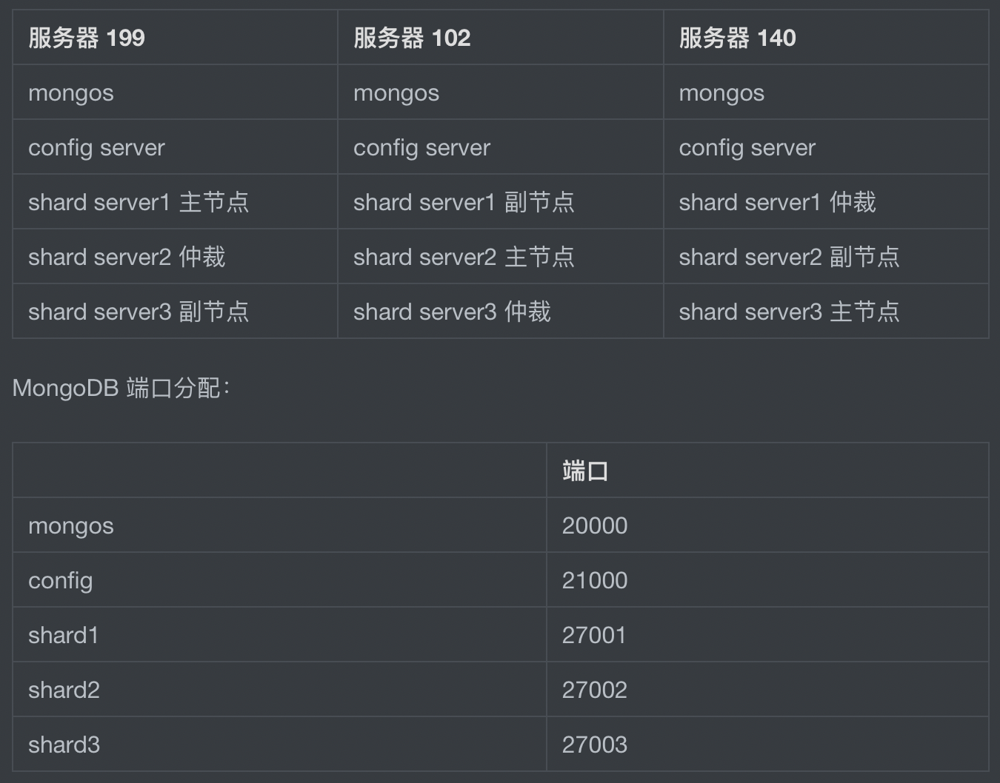 服务器 199 服务器 102 服务器 140
mongos mongos mongos
config server config server config server
shard server1 主节点 shard server1 副节点 shard server1 仲裁
shard server2 仲裁 shard server2 主节点 shard server2 副节点
shard server3 副节点 shard server3 仲裁 shard server3 主节点
MongoDB 端口分配：
端口
mongos 20000
config 21000
shard1 27001
shard2 27002
shard3 27003